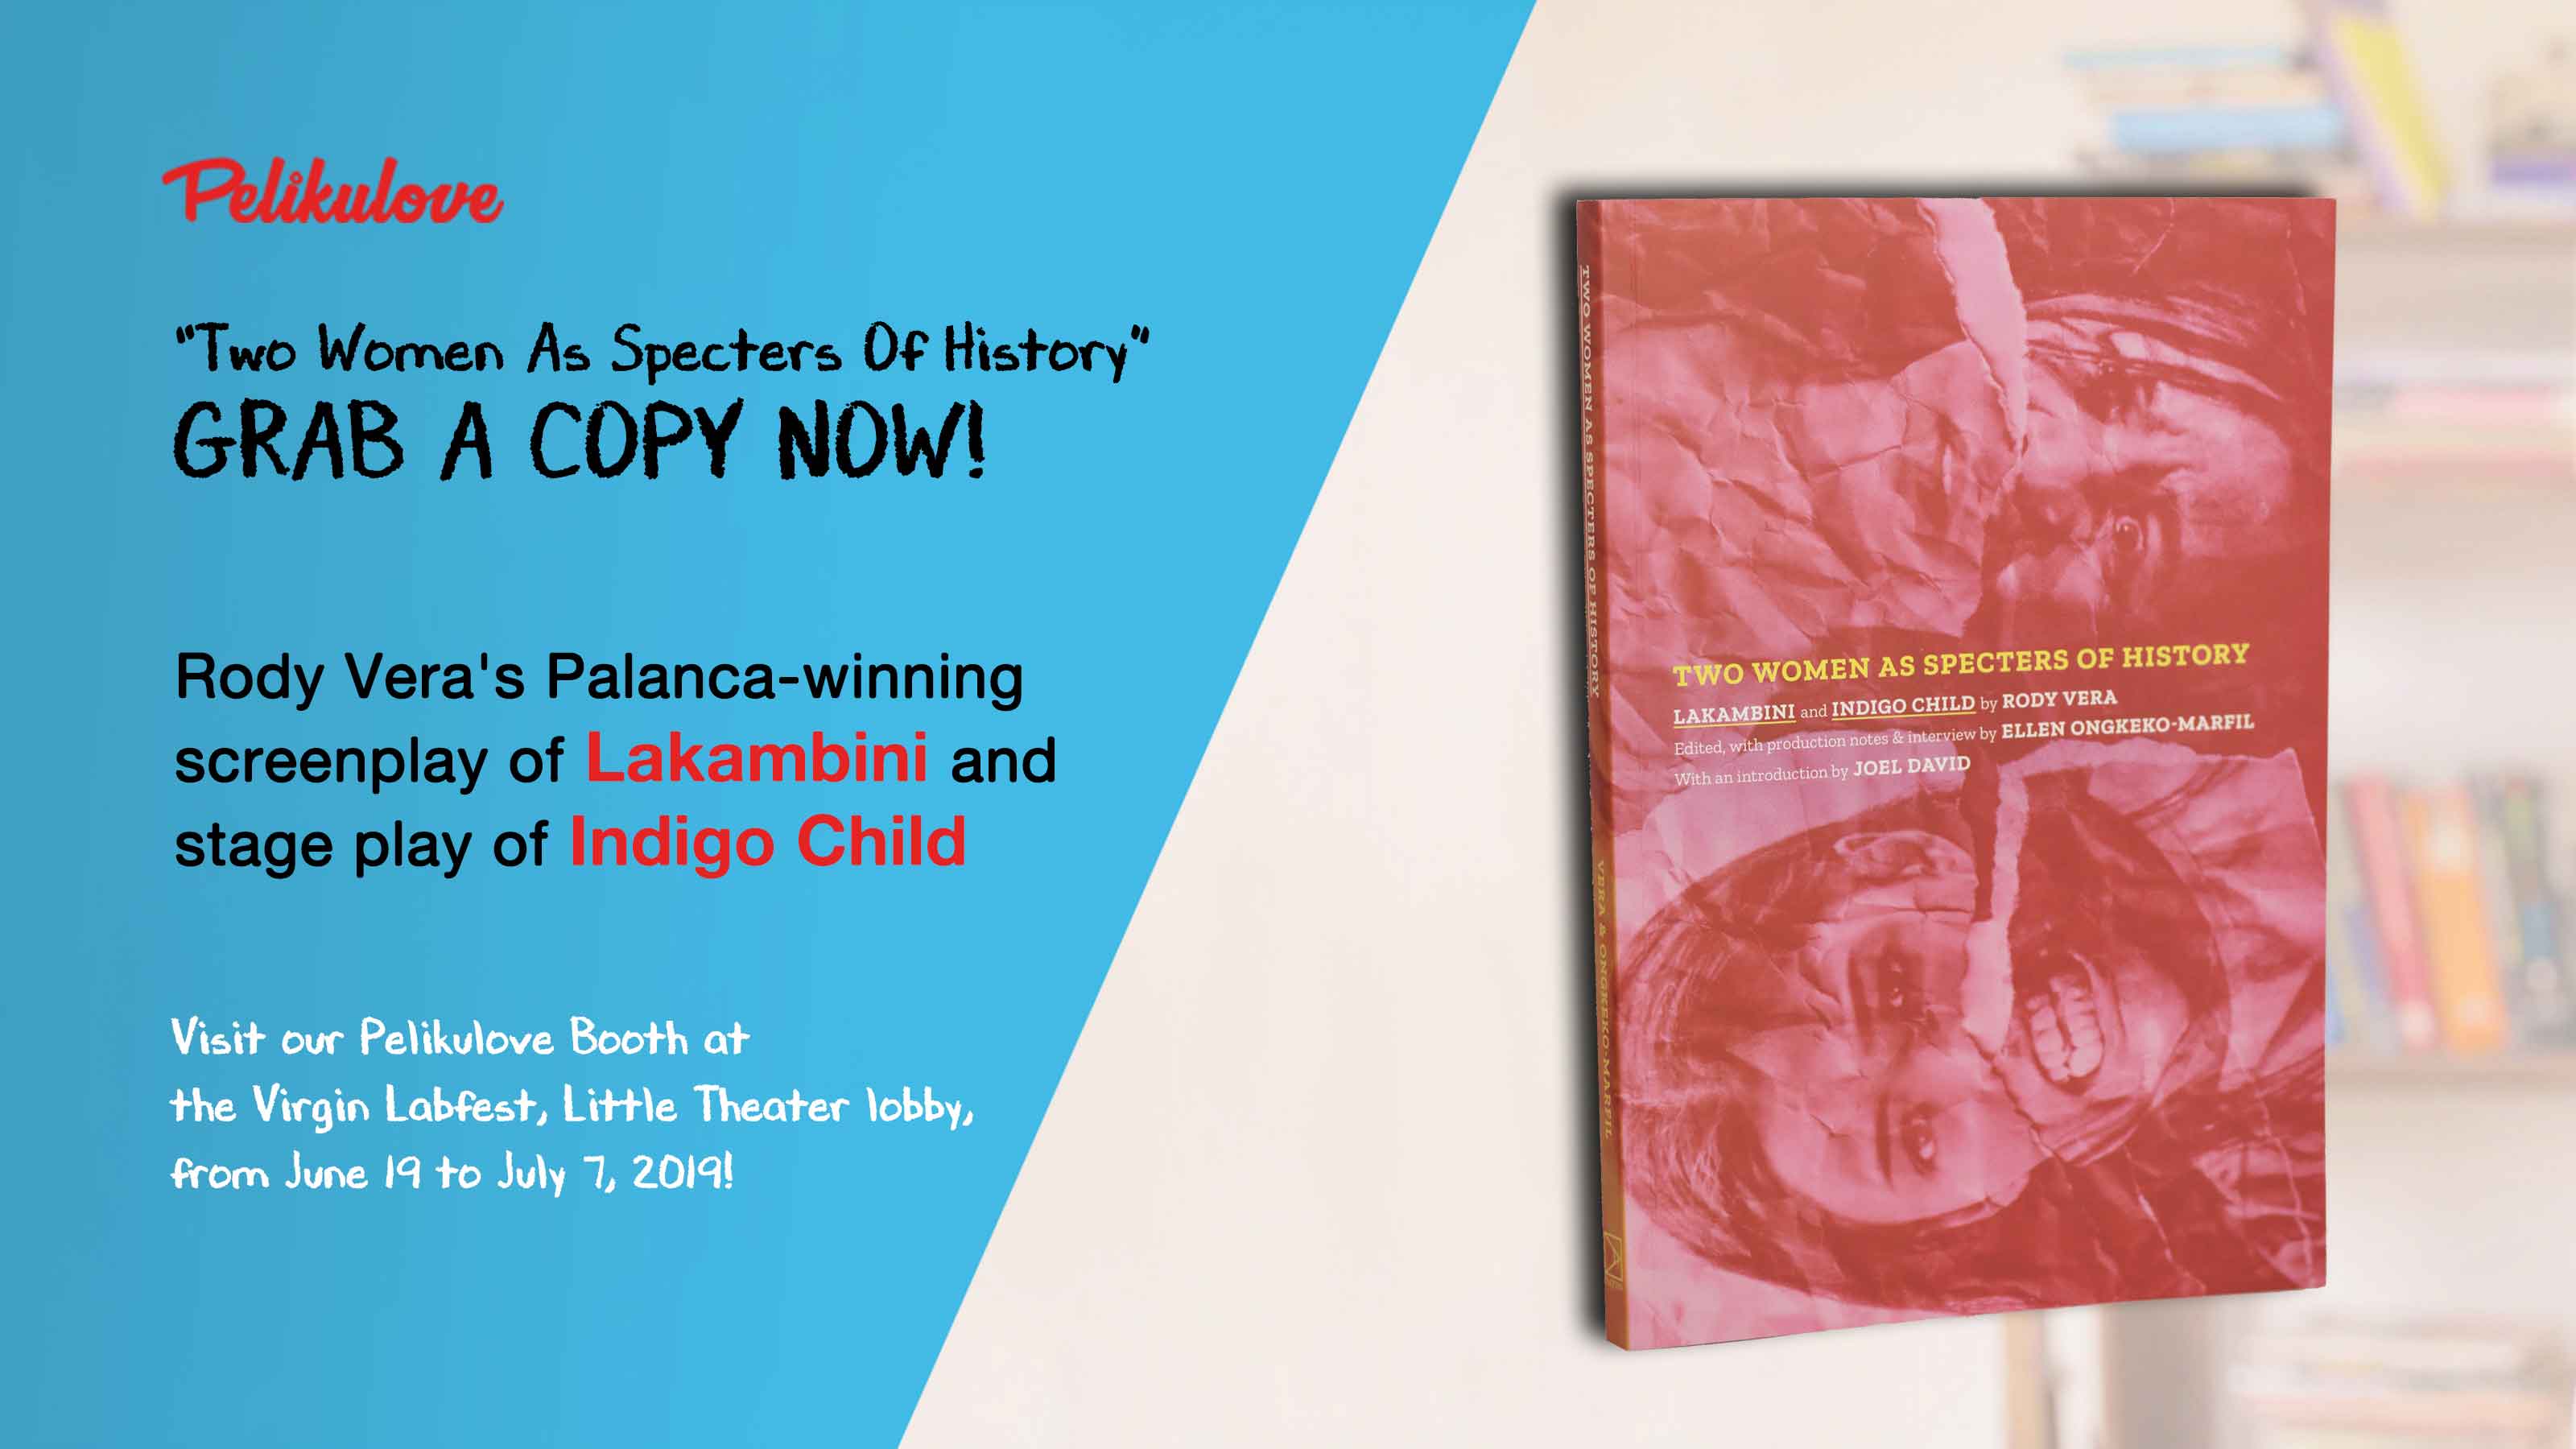 Pelikulove
"Two Women As Specters Of History"
GRAB A COPY NOW!
Rody Vera's Palanca-winning
screenplay of Lakambini and
stage play of Indigo Child
Visit our Pelikulove Booth at
the Virgin Labfest, Little Theater lobby,
from June 19 to July 7, 2019!
TWO WOMEN AS SPECTERS OF HISTORY
VERA & ONGKEKO-MARFIL
TWO WOMEN AS SPECTERS OF HISTORY
LAKAMBINI and INDIGO CHILD by RODY VERA
Edited, with production notes & interview by ELLEN ONGKEKO-MARFIL
With an introduction by JOEL DAVID